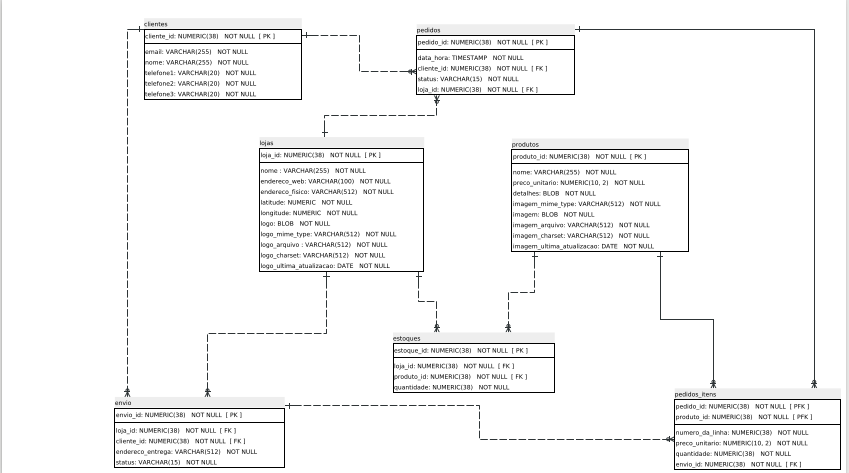 clientes
cliente_id: NUMERIC(38) NOT NULL [ PK ]
email: VARCHAR(255) NOT NULL
nome: VARCHAR(255) NOT NULL
telefone1: VARCHAR(20) NOT NULL
telefone2: VARCHAR(20) NOT NULL
telefone3: VARCHAR(20) NOT NULL
pedidos
pedido_id: NUMERIC(38) NOT NULL [ PK ]
data_hora: TIMESTAMP NOT NULL
cliente_id: NUMERIC(38) NOT NULL [ FK ]
status: VARCHAR(15) NOT NULL
loja_id: NUMERIC(38) NOT NULL [ FK ]
lojas
loja_id: NUMERIC(38) NOT NULL [ PK ]
nome : VARCHAR(255) NOT NULL
endereco_web: VARCHAR(100) NOT NULL
endereco_fisico: VARCHAR(512) NOT NULL
latitude: NUMERIC NOT NULL
longitude: NUMERIC NOT NULL
logo: BLOB NOT NULL
logo_mime_type: VARCHAR(512) NOT NULL
logo_arquivo : VARCHAR(512) NOT NULL
logo_charset: VARCHAR(512) NOT NULL
logo_ultima_atualizacao: DATE NOT NULL
produtos
produto_id: NUMERIC(38) NOT NULL [ PK ]
nome: VARCHAR(255) NOT NULL
preco_unitario: NUMERIC(10, 2) NOT NULL
detalhes: BLOB NOT NULL
imagem_mime_type: VARCHAR(512) NOT NULL
imagem: BLOB NOT NULL
imagem_arquivo: VARCHAR(512) NOT NULL
imagem_charset: VARCHAR(512) NOT NULL
imagem_ultima_atualizacao: DATE NOT NULL
estoques
estoque_id: NUMERIC(38) NOT NULL [ PK ]
loja_id: NUMERIC(38) NOT NULL [ FK ]
produto_id: NUMERIC(38) NOT NULL [ FK ]
quantidade: NUMERIC(38) NOT NULL
envio
envio_id: NUMERIC(38) NOT NULL [ PK ]
loja_id: NUMERIC(38) NOT NULL [ FK ]
cliente_id: NUMERIC(38) NOT NULL [ FK ]
endereco_entrega: VARCHAR(512) NOT NULL
status: VARCHAR(15) NOT NULL
pedidos_itens
pedido_id: NUMERIC(38) NOT NULL [ PFK ]
produto_id: NUMERIC(38) NOT NULL [ PFK ]
numero_da_linha: NUMERIC(38) NOT NULL
preco_unitario: NUMERIC(10, 2) NOT NULL
quantidade: NUMERIC(38) NOT NULL
envio_id: NUMERIC(38) NOT NULL [ FK ]